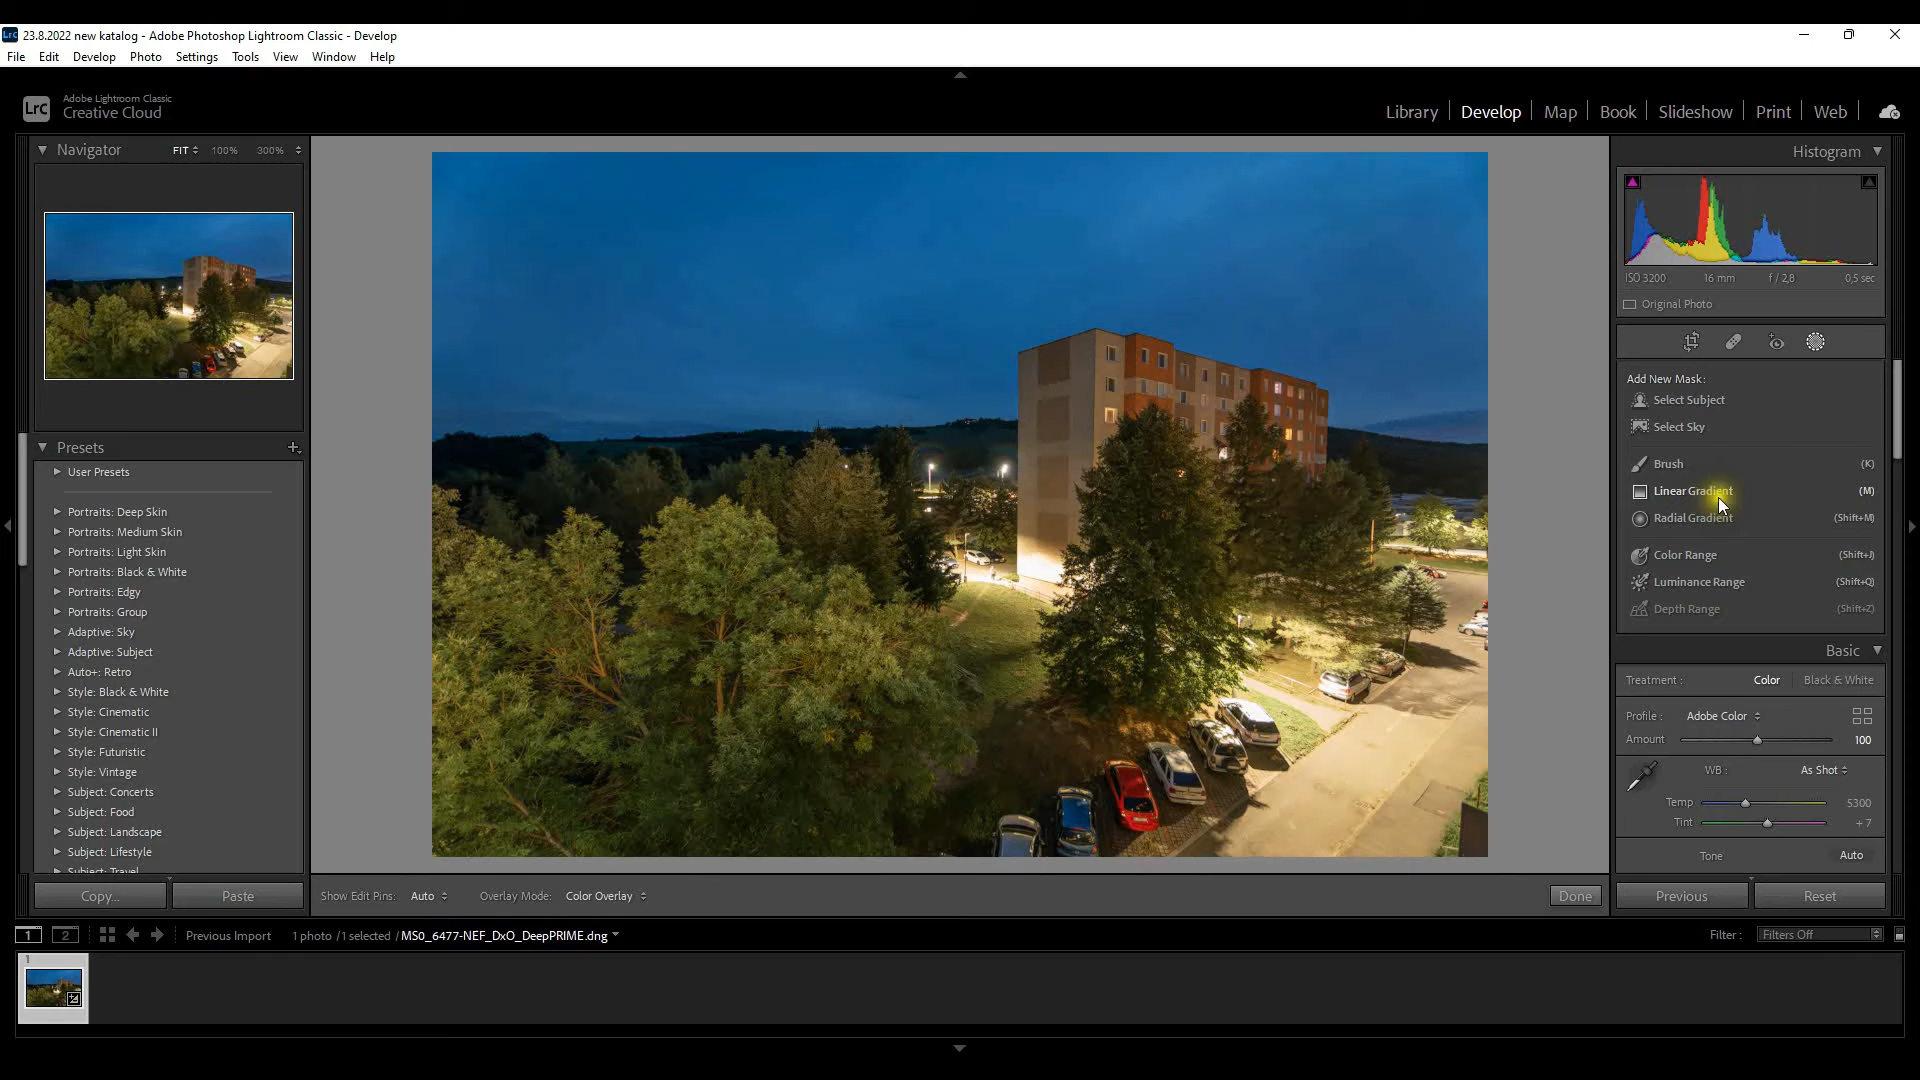 Lrc 23.8.2022 new katalog - Adobe Photoshop Lightroom Classic - Develop
File Edit Develop Photo Settings Tools View Window Help
Lrc Adobe Lightroom Classic
Creative Cloud
Library Develop Map Book Slideshow Print Web
Navigator FIT 100% 300%
Histogram
ISO 3200 16 mm f / 2,8 0,5 sec
Original Photo
Add New Mask:
Select Subject
Select Sky
Brush (K)
Linear Gradient (M)
Radial Gradient (Shift+M)
Color Range (Shift+J)
Luminance Range (Shift+Q)
Depth Range (Shift+Z)
Presets
User Presets
Portraits: Deep Skin
Portraits: Medium Skin
Portraits: Light Skin
Portraits: Black & White
Portraits: Edgy
Portraits: Group
Adaptive: Sky
Adaptive: Subject
Auto+: Retro
Style: Black & White
Style: Cinematic
Style: Cinematic II
Style: Futuristic
Style: Vintage
Subject: Concerts
Subject: Food
Subject: Landscape
Subject: Lifestyle
Subject: Travel
Basic
Treatment : Color Black & White
Profile : Adobe Color
Amount 100
WB : As Shot
Temp 5300
Tint + 7
Tone Auto
Copy... Paste
Show Edit Pins: Auto Overlay Mode: Color Overlay Done
Previous Reset
1 2 Previous Import 1 photo / 1 selected / MS0_6477-NEF_DxO_DeepPRIME.dng Filter : Filters Off
1